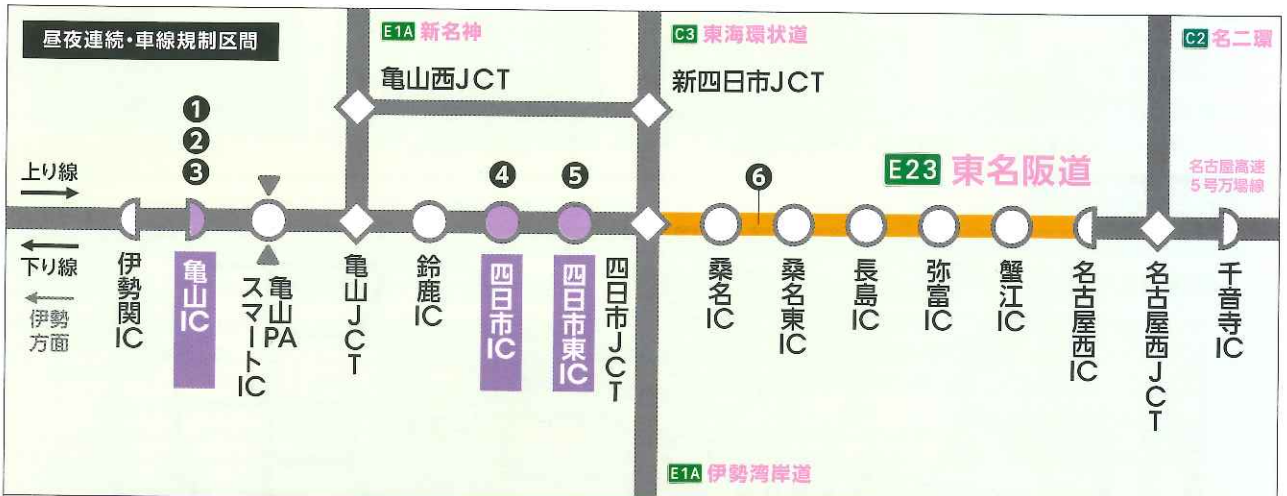 昼夜連続・車線規制区間
E1A 新名神
C3 東海環状道
C2 名二環
亀山西JCT
新四日市JCT
❶
❷
❸
❹
❺
❻
E23 東名阪道
名古屋高速
5号万場線
上り線
下り線
伊勢
方面
伊勢関IC
亀山IC
亀山PA
スマートIC
亀山JCT
鈴鹿IC
四日市IC
四日市東IC
四日市JCT
桑名IC
桑名東IC
長島IC
弥富IC
蟹江IC
名古屋西IC
名古屋西JCT
千音寺IC
E1A 伊勢湾岸道